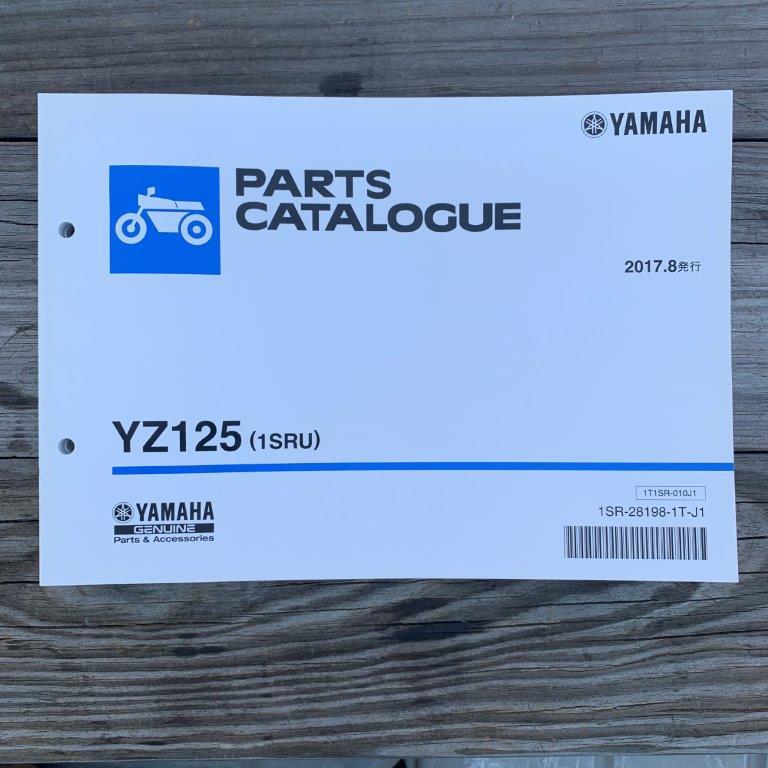 YAMAHA
PARTS
CATALOGUE
2017.8発行
YZ125 (1SRU)
YAMAHA
GENUINE
Parts & Accessories
1T1SR-010J1
1SR-28198-1T-J1